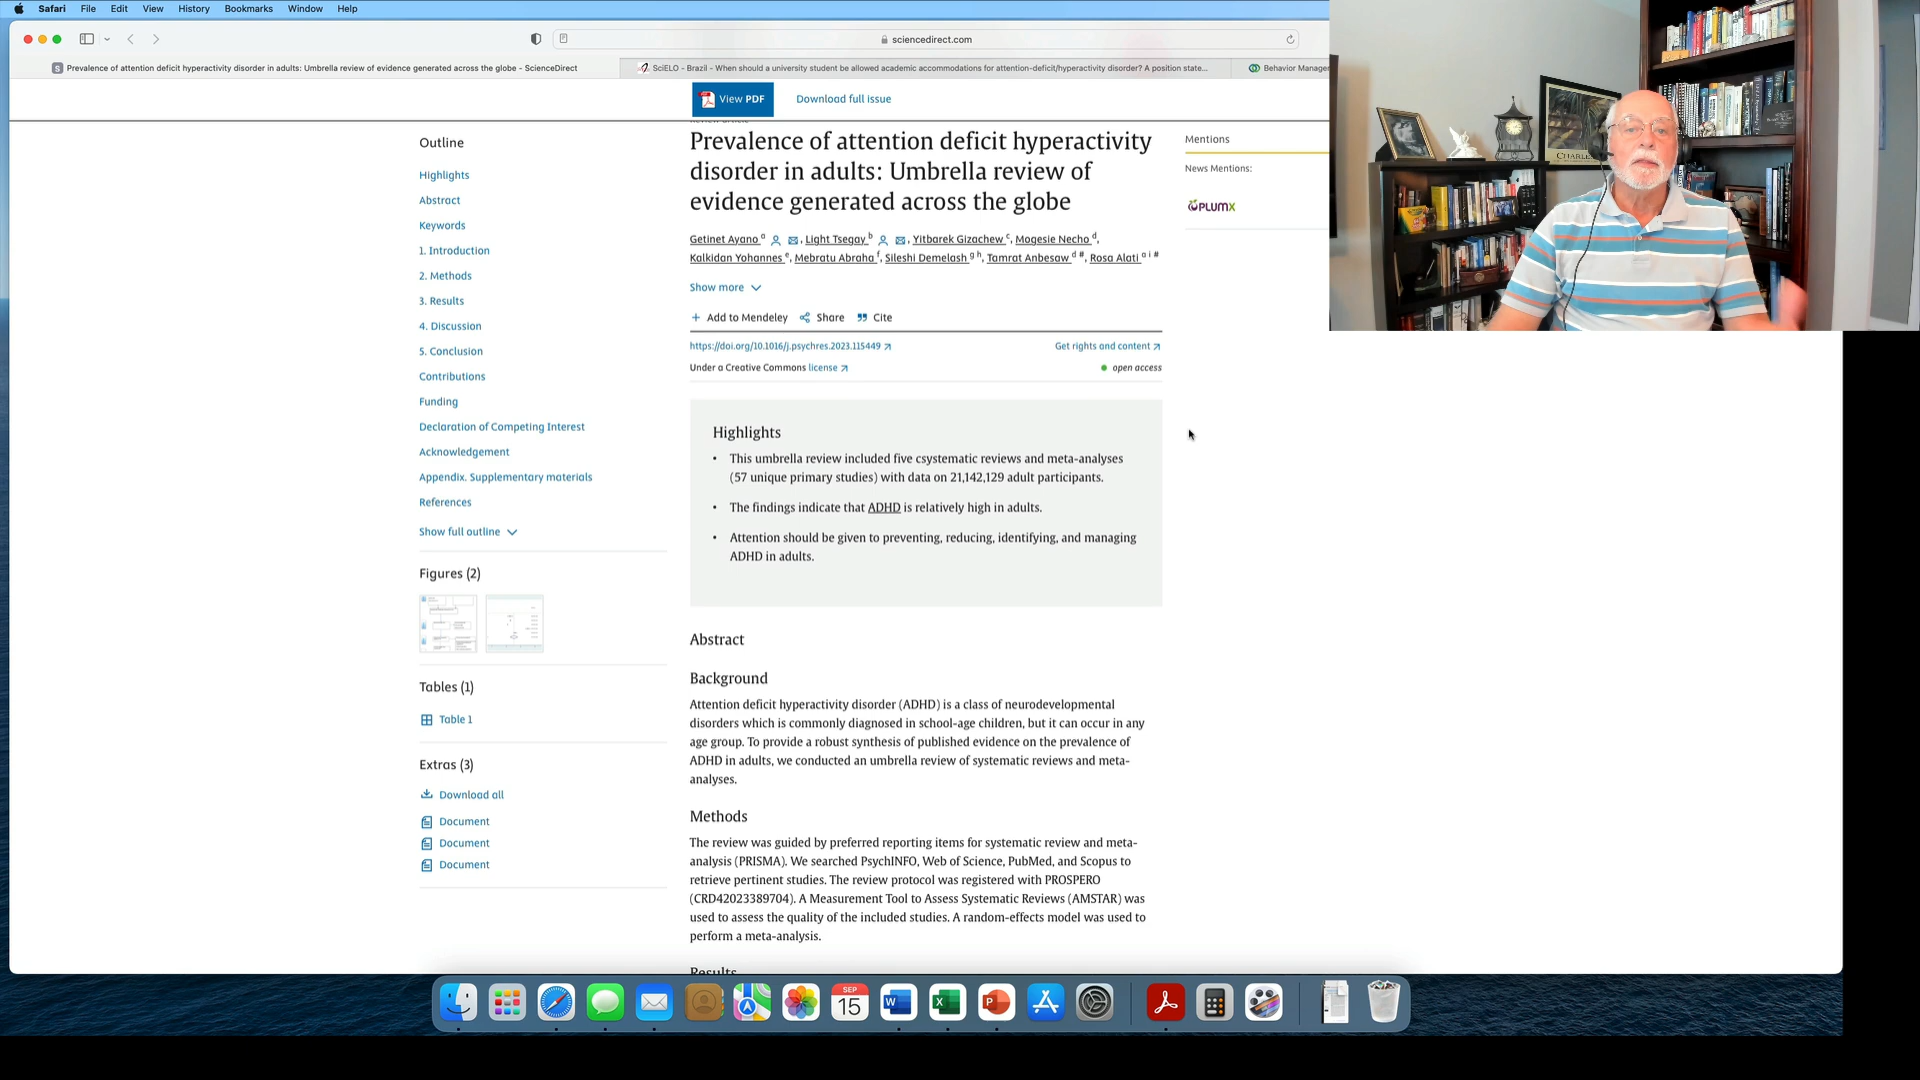 Safari File Edit View History Bookmarks Window Help
sciencedirect.com
S Prevalence of attention deficit hyperactivity disorder in adults: Umbrella review of evidence generated across the globe - ScienceDirect
SciELO - Brazil - When should a university student be allowed academic accommodations for attention-deficit/hyperactivity disorder? A position state...
Behavior Manager
View PDF
Download full issue
Outline
Highlights
Abstract
Keywords
1. Introduction
2. Methods
3. Results
4. Discussion
5. Conclusion
Contributions
Funding
Declaration of Competing Interest
Acknowledgement
Appendix. Supplementary materials
References
Show full outline
Figures (2)
Tables (1)
Table 1
Extras (3)
Download all
Document
Document
Document
Prevalence of attention deficit hyperactivity
disorder in adults: Umbrella review of
evidence generated across the globe
Getinet Ayano a, Light Tsegay b, Yitbarek Gizachew c, Mogesie Necho d,
Kalkidan Yohannes e, Mebratu Abraha f, Sileshi Demelash g h, Tamrat Anbesaw d #, Rosa Alati a i #
Show more
+ Add to Mendeley Share Cite
https://doi.org/10.1016/j.psychres.2023.115449
Get rights and content
Under a Creative Commons license
open access
Highlights
• This umbrella review included five csystematic reviews and meta-analyses
(57 unique primary studies) with data on 21,142,129 adult participants.
• The findings indicate that ADHD is relatively high in adults.
• Attention should be given to preventing, reducing, identifying, and managing
ADHD in adults.
Abstract
Background
Attention deficit hyperactivity disorder (ADHD) is a class of neurodevelopmental
disorders which is commonly diagnosed in school-age children, but it can occur in any
age group. To provide a robust synthesis of published evidence on the prevalence of
ADHD in adults, we conducted an umbrella review of systematic reviews and meta-
analyses.
Methods
The review was guided by preferred reporting items for systematic review and meta-
analysis (PRISMA). We searched PsychINFO, Web of Science, PubMed, and Scopus to
retrieve pertinent studies. The review protocol was registered with PROSPERO
(CRD42023389704). A Measurement Tool to Assess Systematic Reviews (AMSTAR) was
used to assess the quality of the included studies. A random-effects model was used to
perform a meta-analysis.
Results
Mentions
News Mentions:
PLUMX
CHARLES
SEP
15
W
X
P